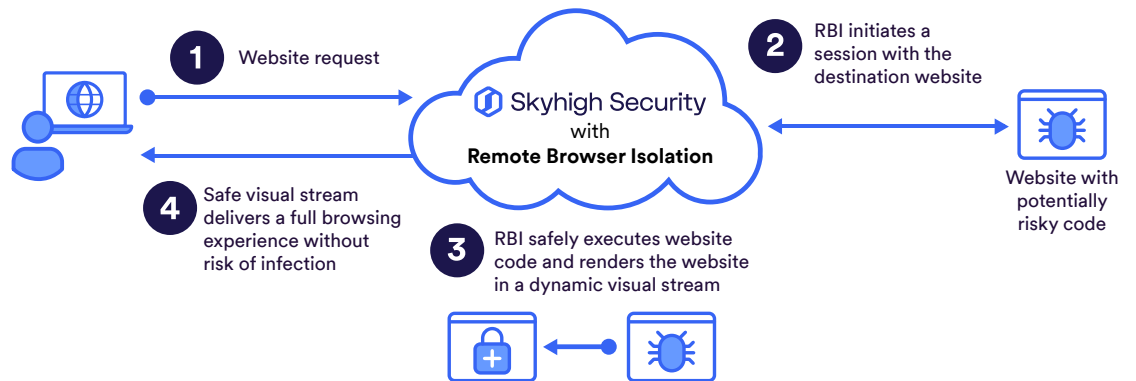 1
Website request
Skyhigh Security
with
Remote Browser Isolation
2
RBI initiates a
session with the
destination website
Website with
potentially
risky code
3
RBI safely executes website
code and renders the website
in a dynamic visual stream
4
Safe visual stream
delivers a full browsing
experience without
risk of infection